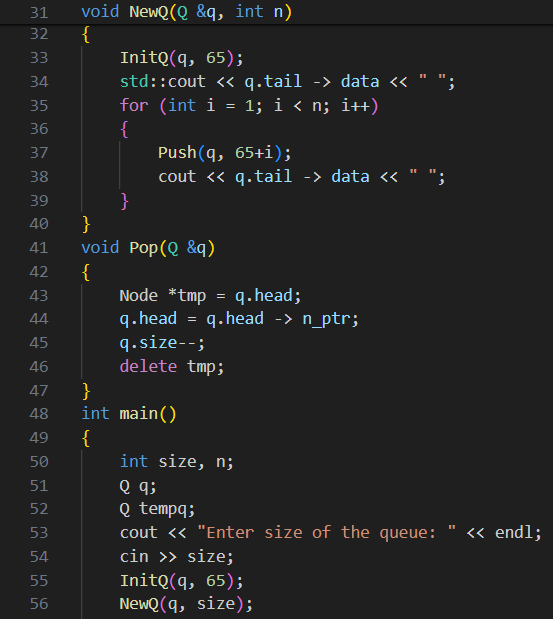 31 void NewQ(Q &q, int n)
32 {
33 InitQ(q, 65);
34 std::cout << q.tail -> data << " ";
35 for (int i = 1; i < n; i++)
36 {
37 Push(q, 65+i);
38 cout << q.tail -> data << " ";
39 }
40 }
41 void Pop(Q &q)
42 {
43 Node *tmp = q.head;
44 q.head = q.head -> n_ptr;
45 q.size--;
46 delete tmp;
47 }
48 int main()
49 {
50 int size, n;
51 Q q;
52 Q tempq;
53 cout << "Enter size of the queue: " << endl;
54 cin >> size;
55 InitQ(q, 65);
56 NewQ(q, size);